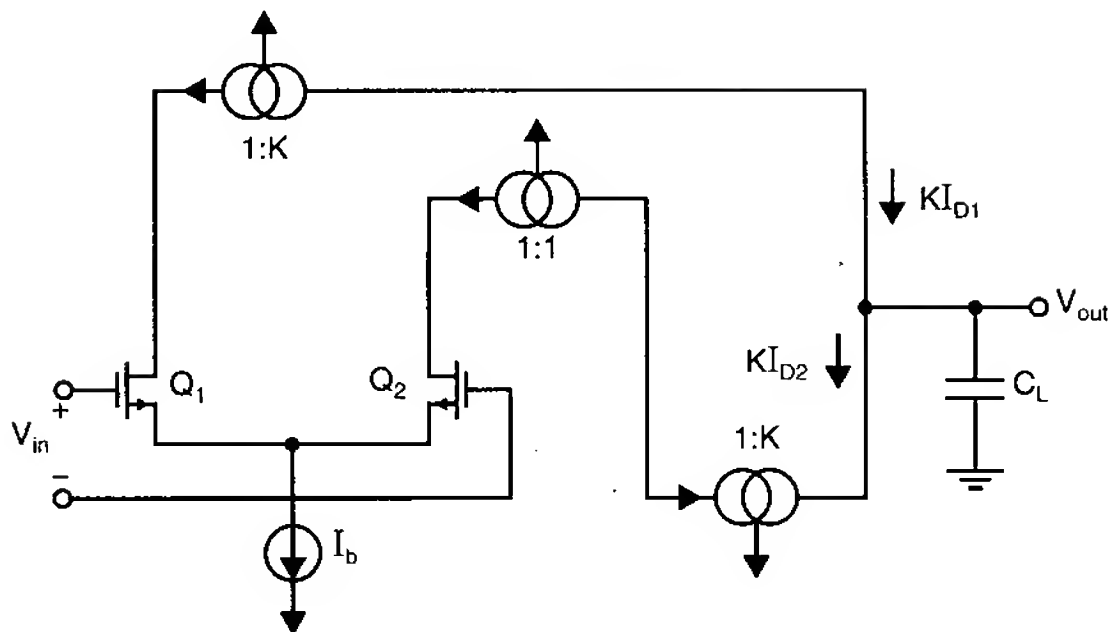 1:K
1:1
KI_D1
V_out
KI_D2
C_L
Q_1
Q_2
+
V_in
−
1:K
I_b